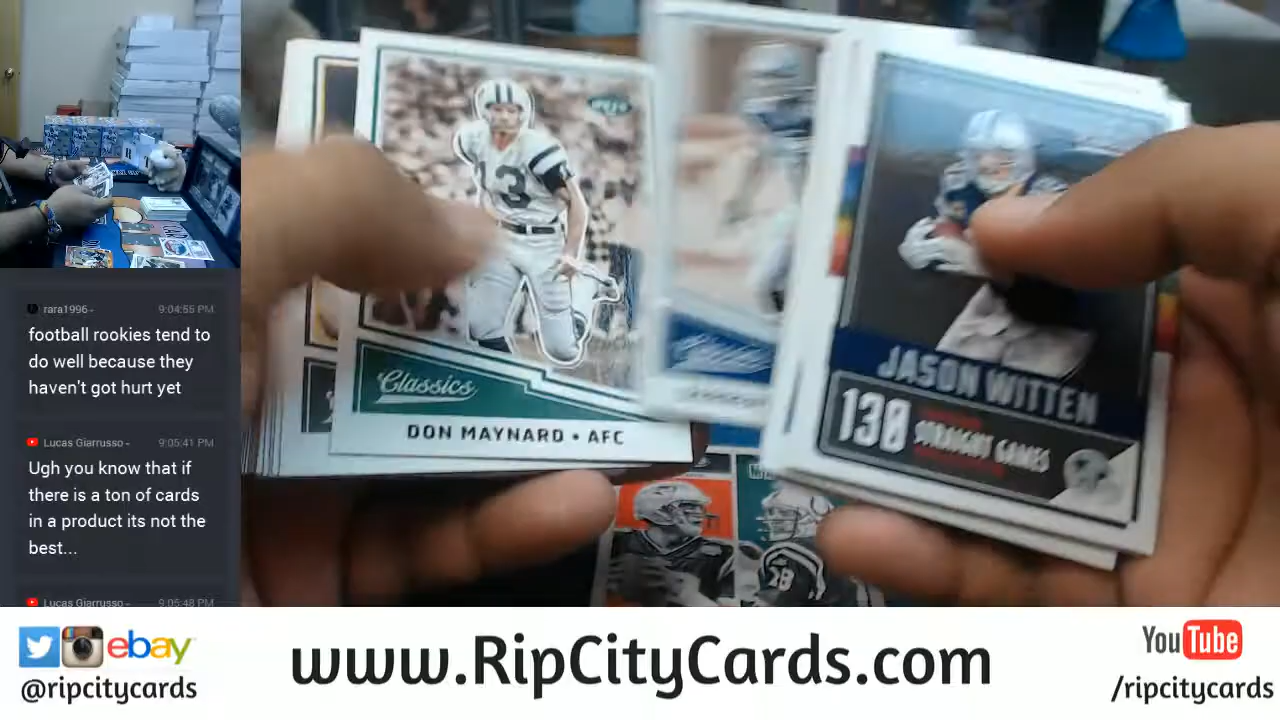 rara1996- 9:04:55 PM
football rookies tend to
do well because they
haven't got hurt yet
Lucas Giarrusso- 9:05:41 PM
Ugh you know that if
there is a ton of cards
in a product its not the
best...
Lucas Giarrusso- 9:05:48 PM
13
Classics
DON MAYNARD • AFC
JASON WITTEN
130 STRAIGHT GAMES
18
ebay
@ripcitycards
www.RipCityCards.com
YouTube
/ripcitycards